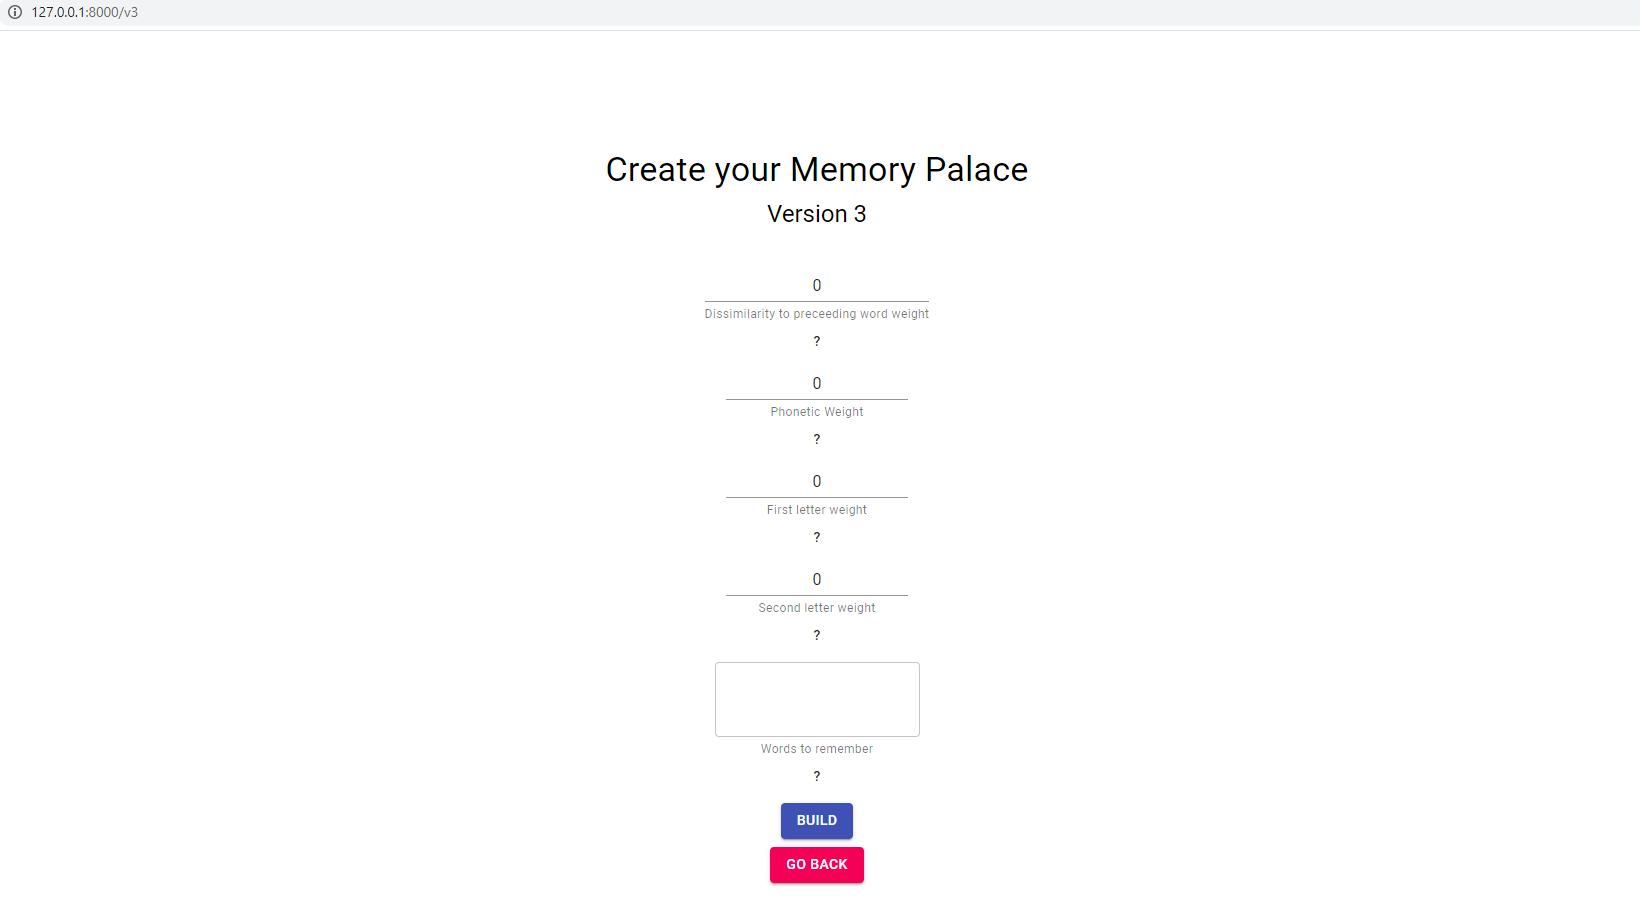 127.0.0.1:8000/v3
Create your Memory Palace
Version 3
0
Dissimilarity to preceeding word weight
?
0
Phonetic Weight
?
0
First letter weight
?
0
Second letter weight
?
Words to remember
?
BUILD
GO BACK